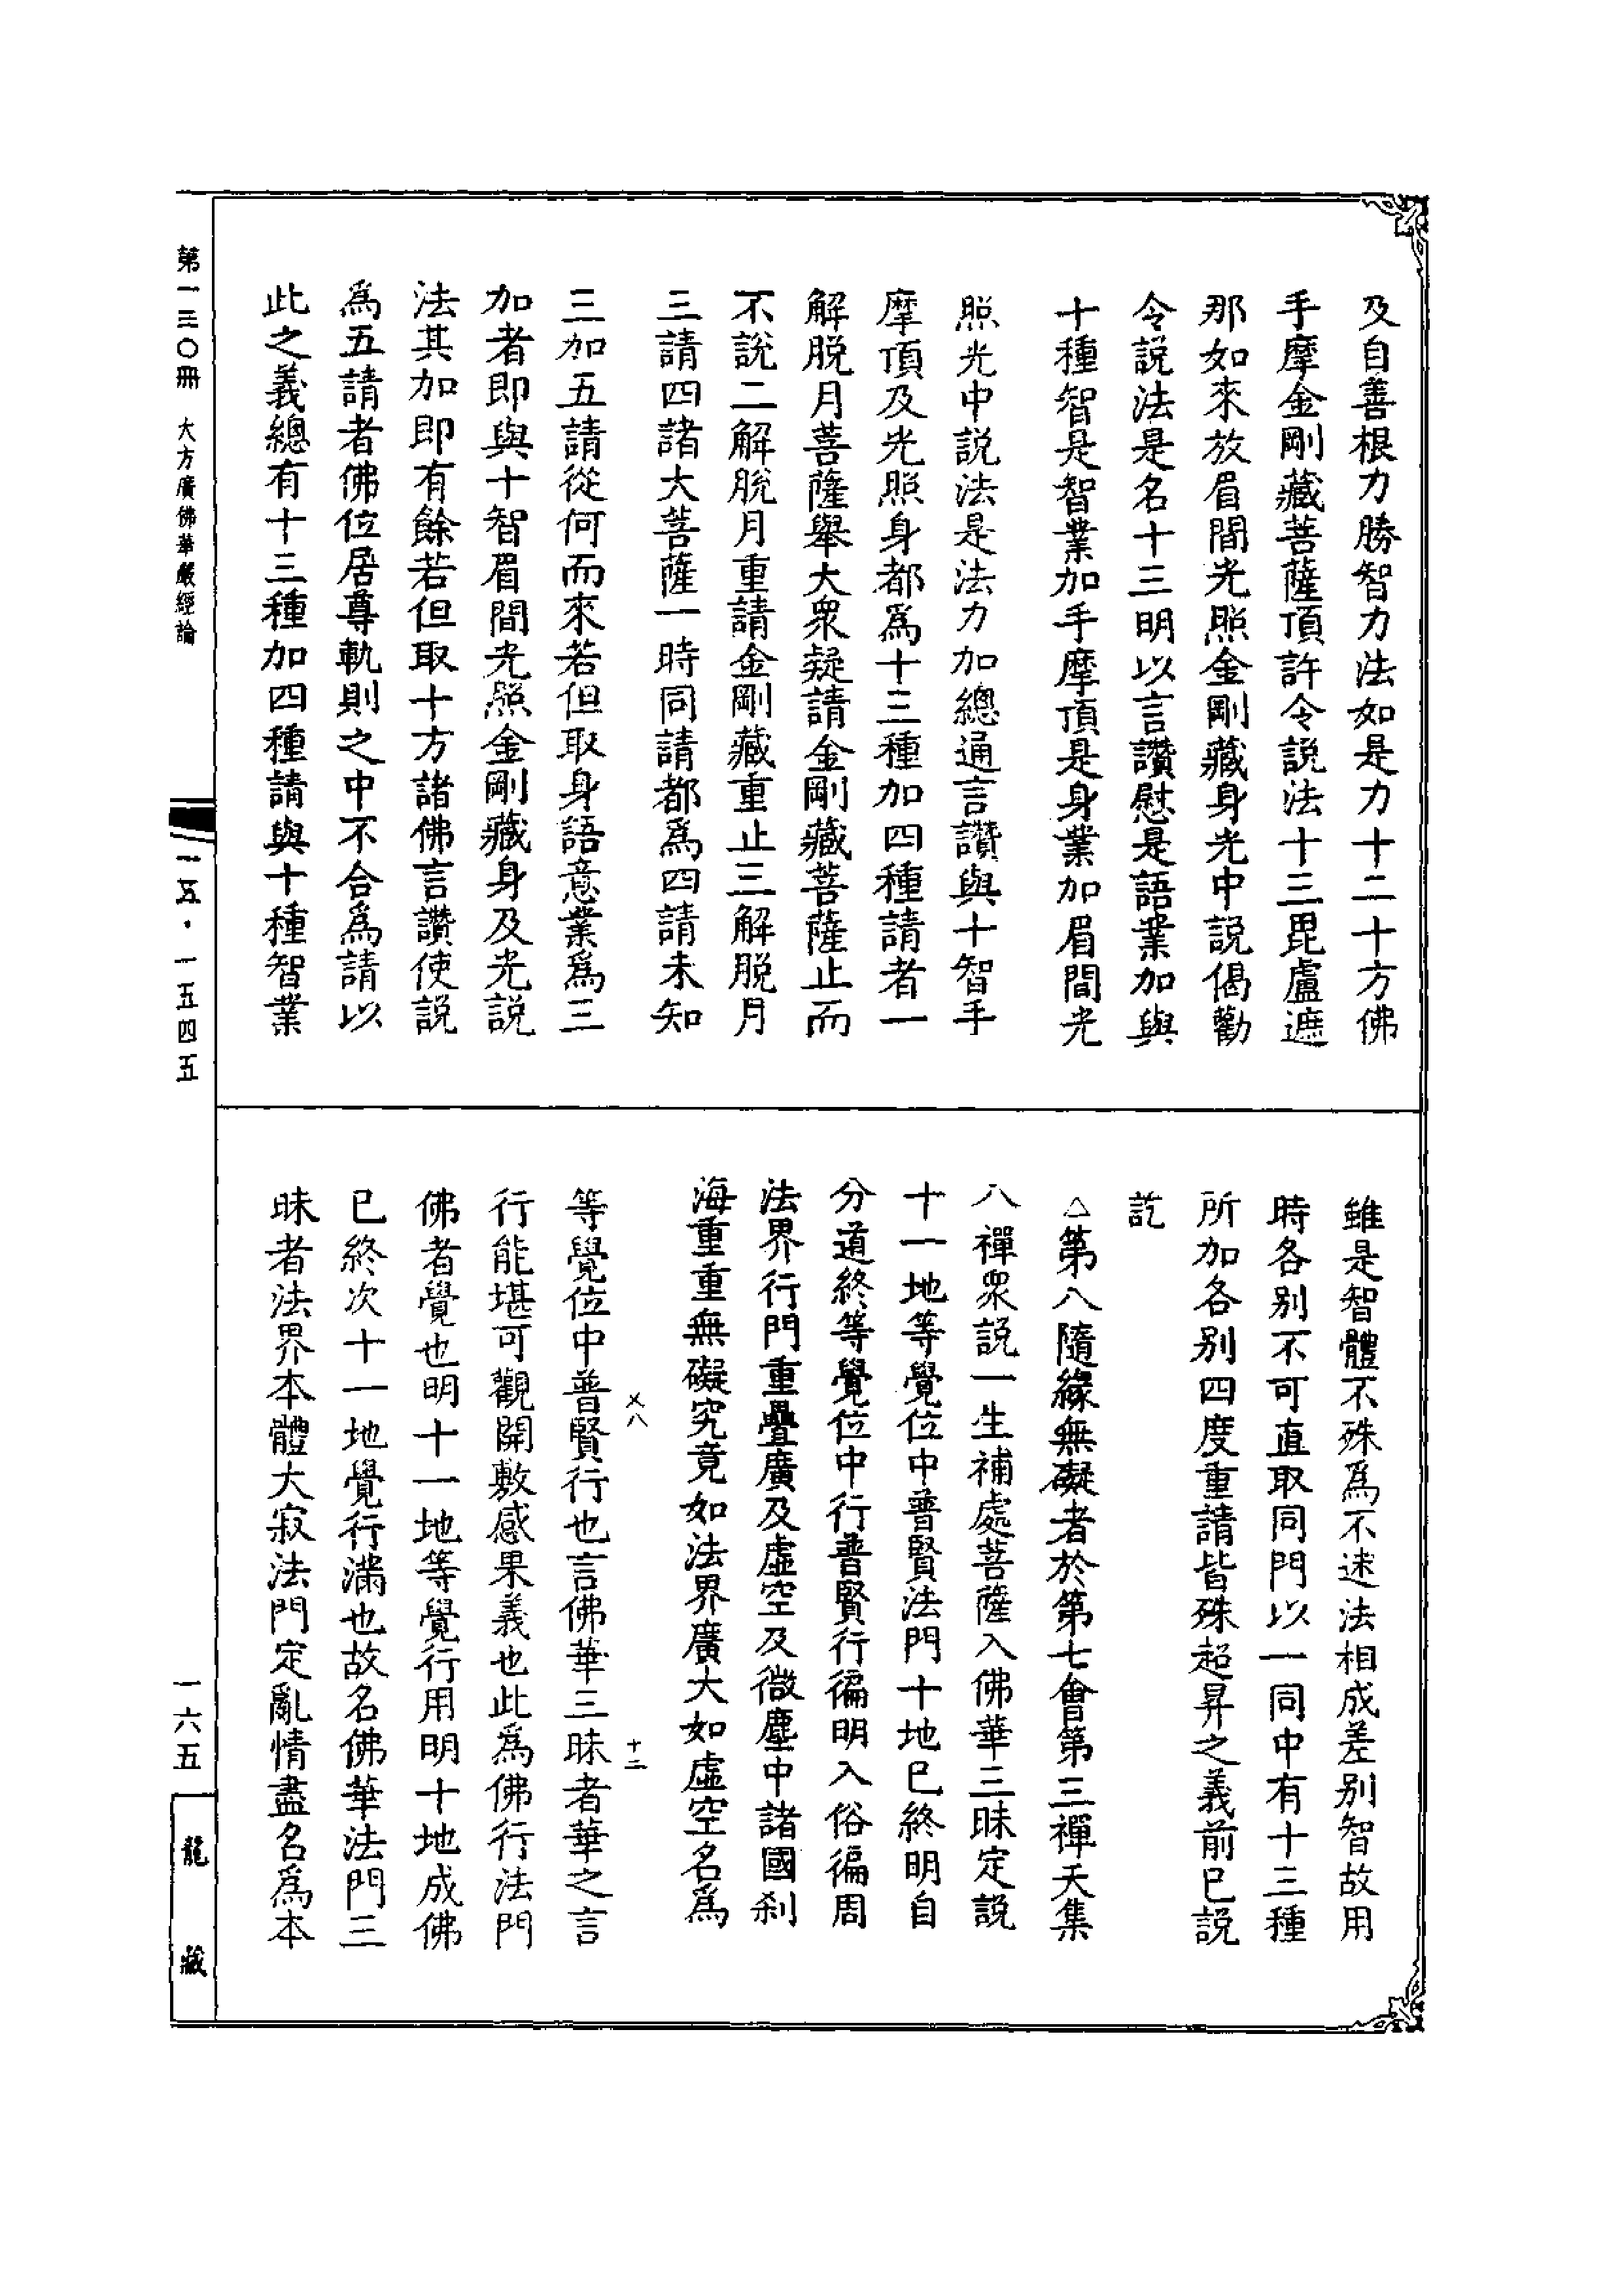 及自善根力勝智力法如是力十二十方佛
手摩金剛藏菩薩頂許令説法十三毘盧遮
那如來放眉間光照金剛藏身光中説偈勸
令説法是名十三明以言讚慰是語業加與
十種智是智業加手摩頂是身業加眉間光
照光中説法是法力加總通言讚與十智手
摩頂及光照身都爲十三種加四種請者一
解脱月菩薩舉大衆疑請金剛藏菩薩止而
不説二解脱月重請金剛藏重止三解脱月
三請四諸大菩薩一時同請都爲四請未知
三加五請從何而來若但取身語意業爲三
加者即與十智眉間光照金剛藏身及光説
法其加即有餘若但取十方諸佛言讚使説
爲五請者佛位居尊軌則之中不合爲請以
此之義總有十三種加四種請與十種智業
雖是智體不殊爲不迷法相成差别智故用
時各别不可直取同門以一同中有十三種
所加各别四度重請皆殊超昇之義前已説
訖
△第八隨緣無礙者於第七會第三禪天集
八禪衆説一生補處菩薩入佛華三昧定説
十一地等覺位中普賢法門十地已終明自
分道終等覺位中行普賢行徧明入俗徧周
法界行門重疊廣及虚空及微塵中諸國刹
海重重無礙究竟如法界廣大如虚空名爲
㐅八
十二
等覺位中普賢行也言佛華三昧者華之言
行能堪可觀開敷感果義也此爲佛行法門
佛者覺也明十一地等覺行用明十地成佛
已終次十一地覺行滿也故名佛華法門三
昧者法界本體大寂法門定亂情盡名爲本
第一三〇冊　大方廣佛華嚴經論
一五・一五四五
一六五
龍藏